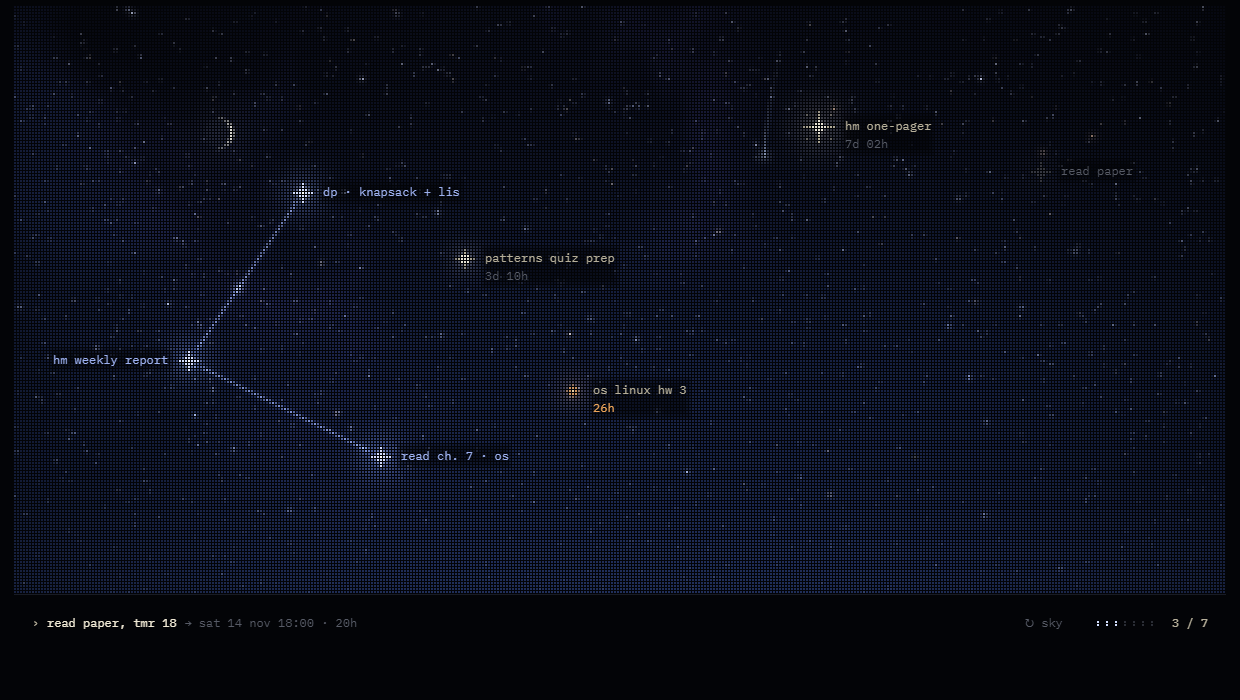 hm one-pager
7d 02h
read paper
dp · knapsack + lis
patterns quiz prep
3d 10h
hm weekly report
os linux hw 3
26h
read ch. 7 · os
› read paper, tmr 18 → sat 14 nov 18:00 · 20h
↻ sky
3 / 7